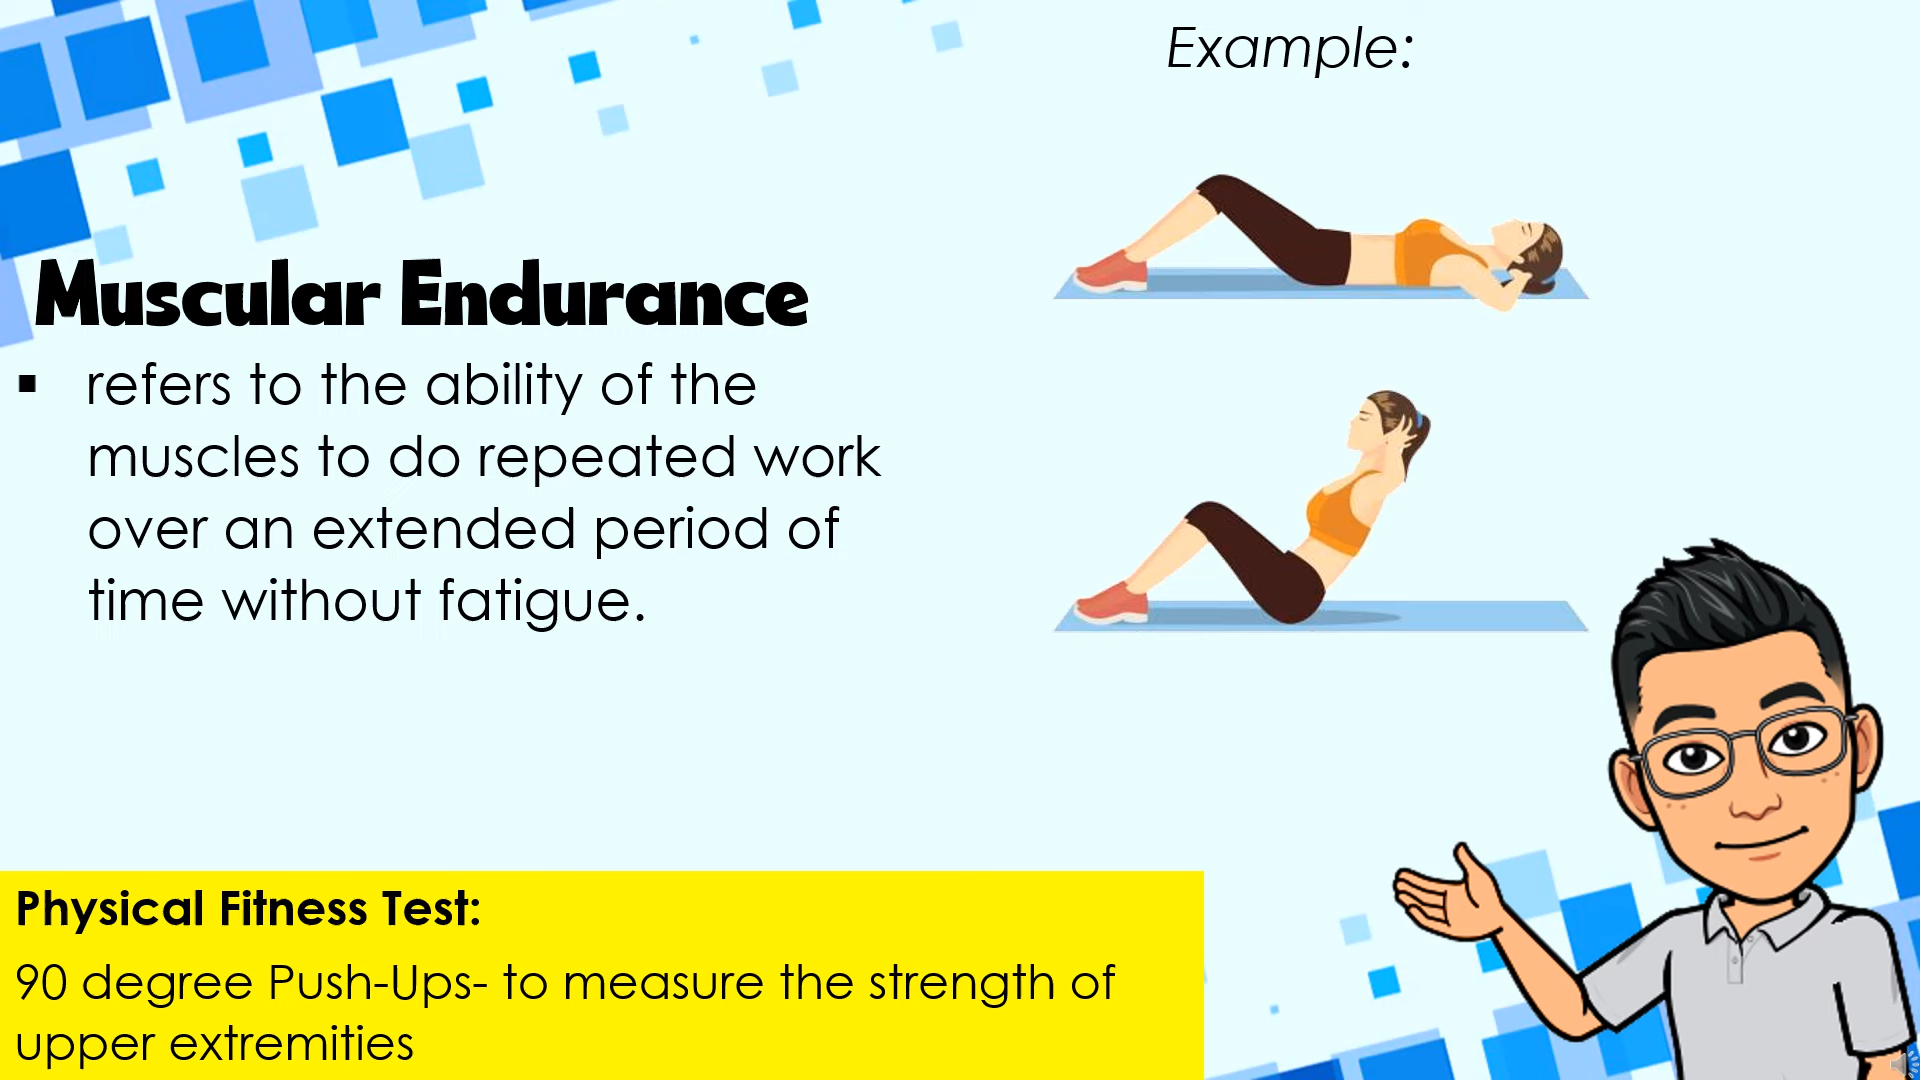 Example:
Muscular Endurance
▪ refers to the ability of the
muscles to do repeated work
over an extended period of
time without fatigue.
Physical Fitness Test:
90 degree Push-Ups- to measure the strength of
upper extremities